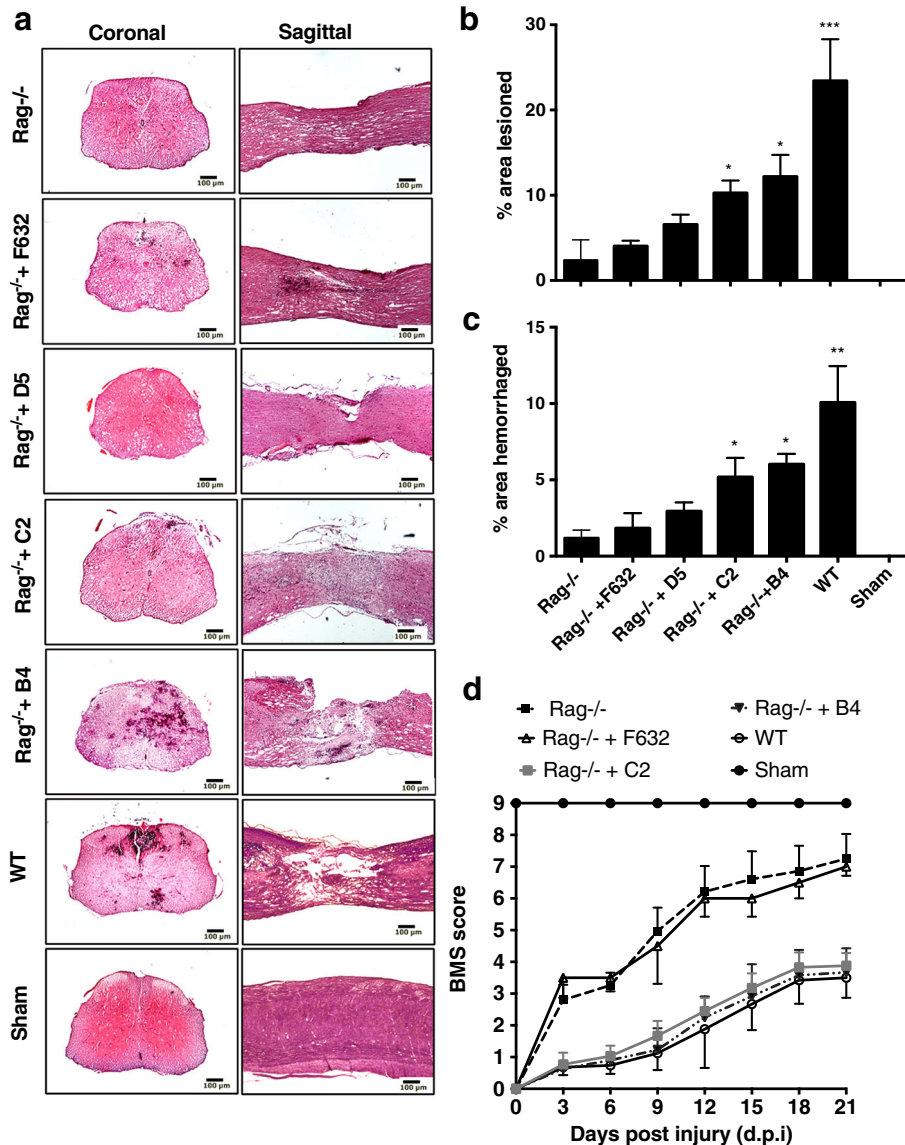 a
Coronal
Sagittal
Rag-/-
100 µm
100 µm
Rag-/-+ F632
100 µm
100 µm
Rag-/-+ D5
100 µm
100 µm
Rag-/-+ C2
100 µm
100 µm
Rag-/-+ B4
100 µm
100 µm
WT
100 µm
100 µm
Sham
100 µm
100 µm
b
% area lesioned
30
20
10
0
*
*
***
c
% area hemorrhaged
15
10
5
0
*
*
**
Rag-/-
Rag-/- +F632
Rag-/- + D5
Rag-/- + C2
Rag-/-+B4
WT
Sham
d
Rag-/-
Rag-/- + B4
Rag-/- + F632
WT
Rag-/- + C2
Sham
BMS score
9
8
7
6
5
4
3
2
1
0
0 3 6 9 12 15 18 21
Days post injury (d.p.i)